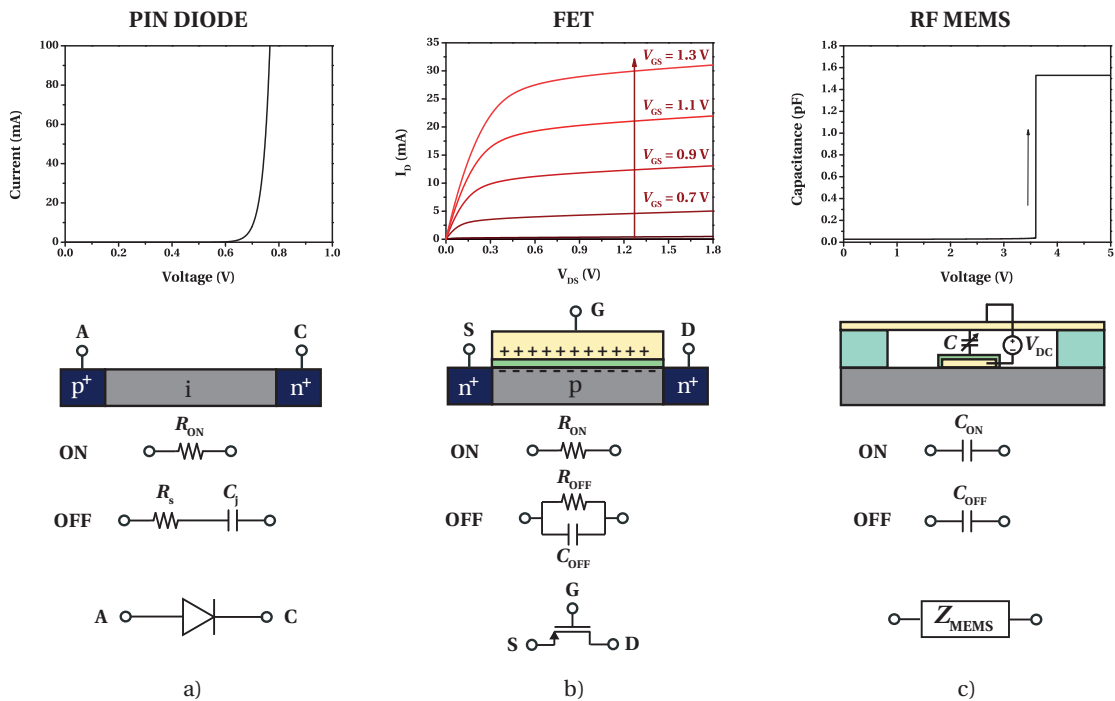 PIN DIODE
FET
RF MEMS
100
80
60
40
20
0
Current (mA)
0.0 0.2 0.4 0.6 0.8 1.0
Voltage (V)
35
30
25
20
15
10
5
0
I_D (mA)
V_GS = 1.3 V
V_GS = 1.1 V
V_GS = 0.9 V
V_GS = 0.7 V
0.0 0.3 0.6 0.9 1.2 1.5 1.8
V_DS (V)
1.8
1.6
1.4
1.2
1.0
0.8
0.6
0.4
0.2
0.0
Capacitance (pF)
0 1 2 3 4 5
Voltage (V)
A C
p+ i n+
G
S D
+ + + + + + + + + +
n+ p n+
C V_DC
+
−
ON R_ON
OFF R_s C_j
A C
ON R_ON
OFF R_OFF
C_OFF
G
S D
ON C_ON
OFF C_OFF
Z_MEMS
a)
b)
c)